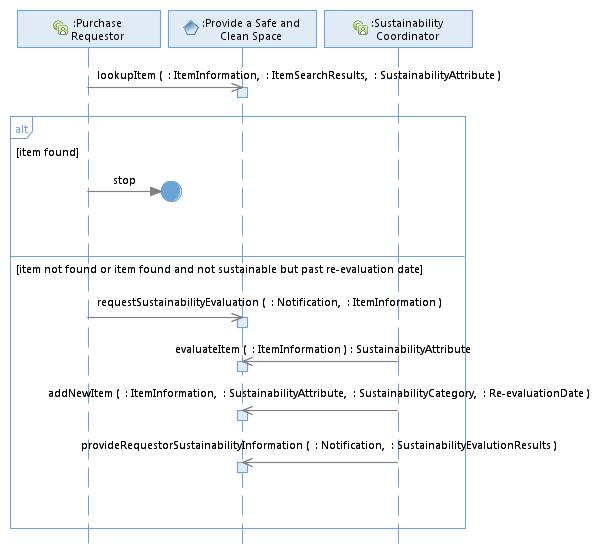 :Purchase
Requestor
:Provide a Safe and
Clean Space
:Sustainability
Coordinator
lookupItem ( : ItemInformation, : ItemSearchResults, : SustainabilityAttribute )
alt
[item found]
stop
[item not found or item found and not sustainable but past re-evaluation date]
requestSustainabilityEvaluation ( : Notification, : ItemInformation )
evaluateItem ( : ItemInformation ) : SustainabilityAttribute
addNewItem ( : ItemInformation, : SustainabilityAttribute, : SustainabilityCategory, : Re-evaluationDate )
provideRequestorSustainabilityInformation ( : Notification, : SustainabilityEvalutionResults )